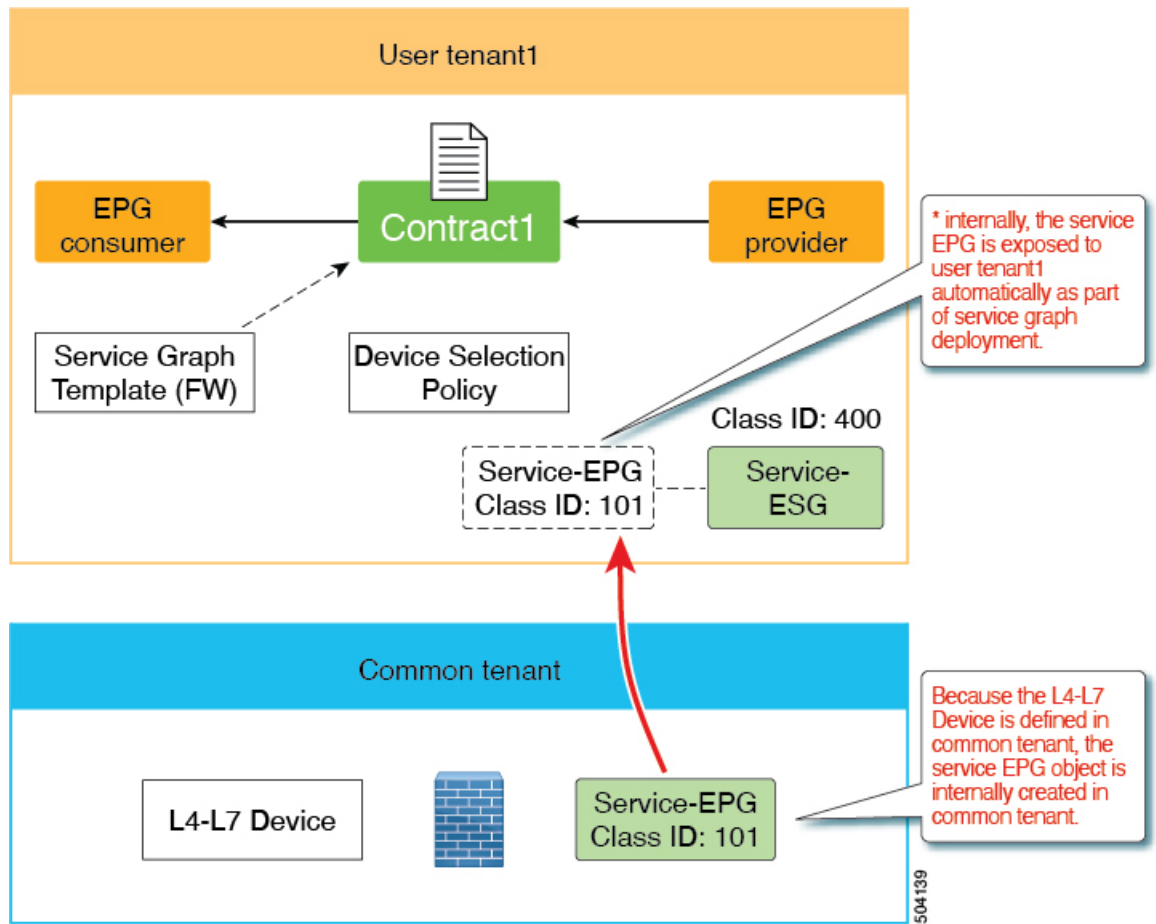 User tenant1
EPG
consumer
Contract1
EPG
provider
* internally, the service
EPG is exposed to
user tenant1
automatically as part
of service graph
deployment.
Service Graph
Template (FW)
Device Selection
Policy
Class ID: 400
Service-EPG
Class ID: 101
Service-
ESG
Common tenant
L4-L7 Device
Service-EPG
Class ID: 101
Because the L4-L7
Device is defined in
common tenant, the
service EPG object is
internally created in
common tenant.
504139